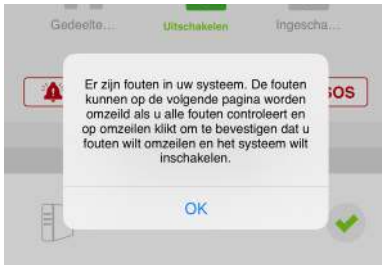 Gedeelte... Uitschakelen Ingescha...
Er zijn fouten in uw systeem. De fouten
kunnen op de volgende pagina worden
omzeild als u alle fouten controleert en
op omzeilen klikt om te bevestigen dat u
fouten wilt omzeilen en het systeem wilt
inschakelen.
SOS
OK